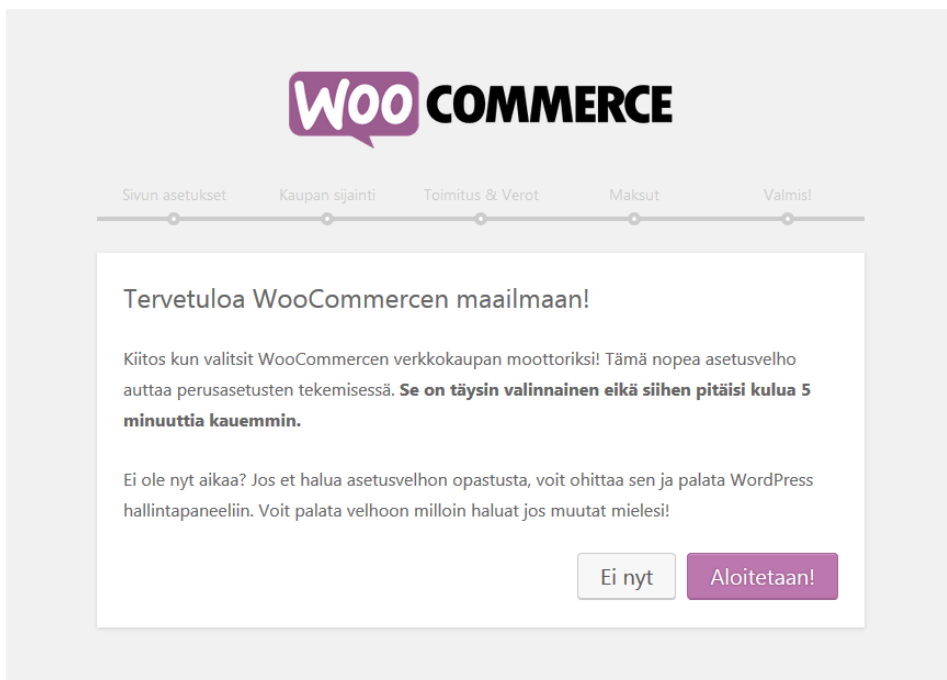 WOO COMMERCE
Sivun asetukset Kaupan sijainti Toimitus & Verot Maksut Valmis!
Tervetuloa WooCommercen maailmaan!
Kiitos kun valitsit WooCommercen verkkokaupan moottoriksi! Tämä nopea asetusvelho
auttaa perusasetusten tekemisessä. Se on täysin valinnainen eikä siihen pitäisi kulua 5
minuuttia kauemmin.
Ei ole nyt aikaa? Jos et halua asetusvelhon opastusta, voit ohittaa sen ja palata WordPress
hallintapaneeliin. Voit palata velhoon milloin haluat jos muutat mielesi!
Ei nyt Aloitetaan!